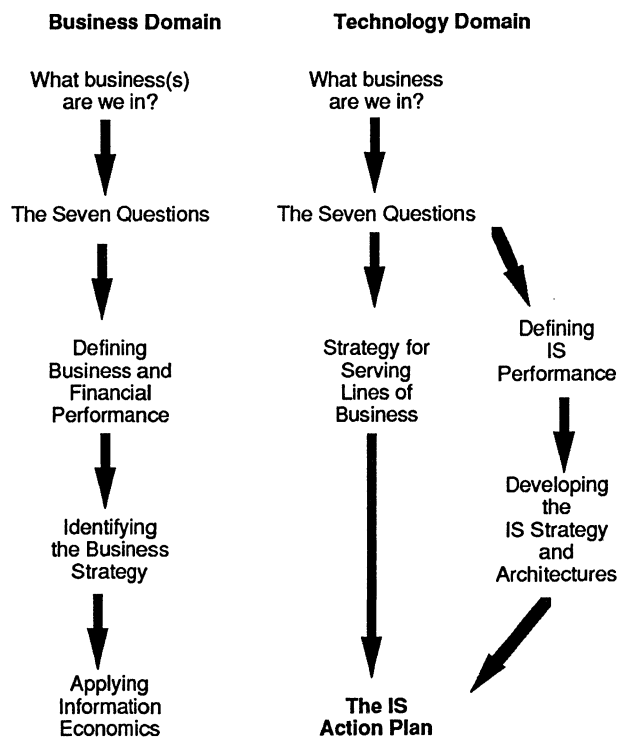 Business Domain
What business(s)
are we in?
The Seven Questions
Defining
Business and
Financial
Performance
Identifying
the Business
Strategy
Applying
Information
Economics
Technology Domain
What business
are we in?
The Seven Questions
Strategy for
Serving
Lines of
Business
Defining
IS
Performance
Developing
the
IS Strategy
and
Architectures
The IS
Action Plan